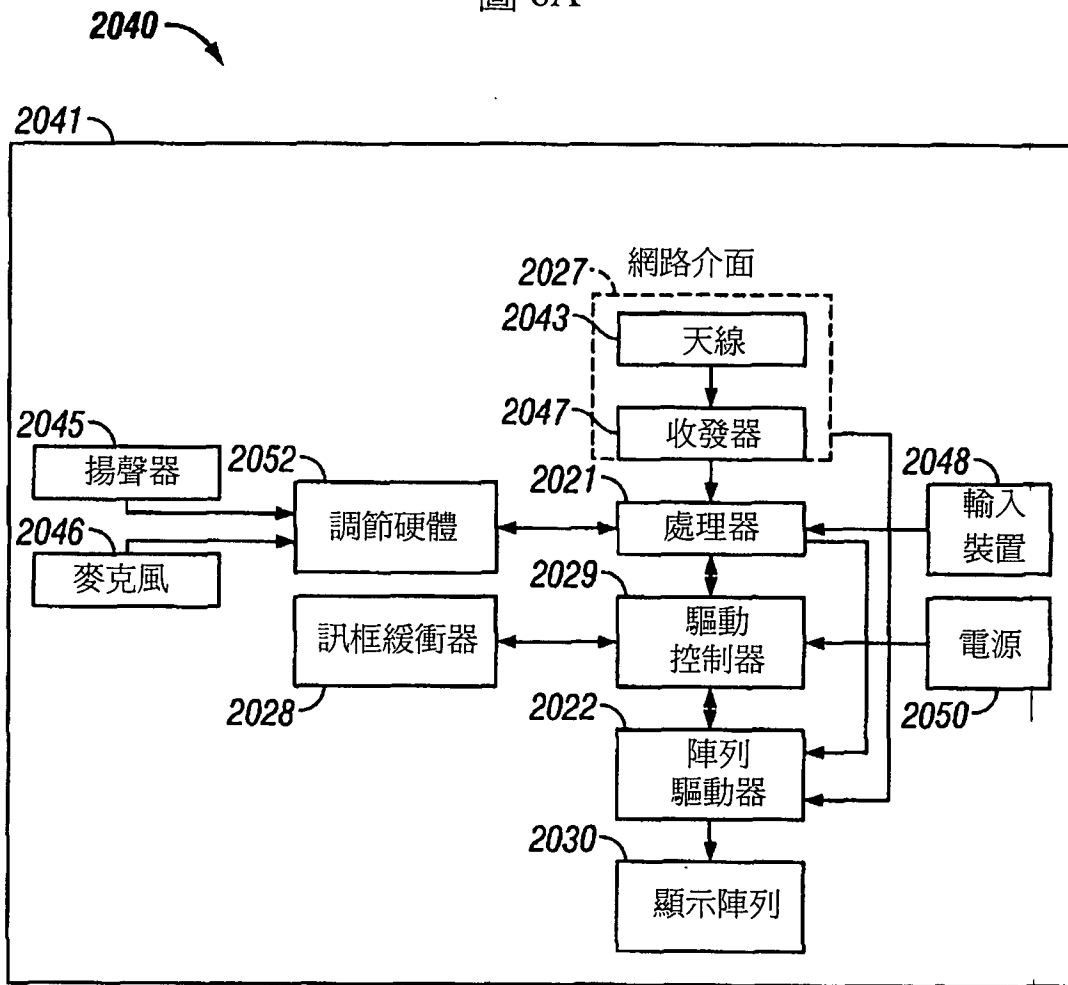 圖 6A
2040
2041
網路介面
2027
2043
天線
2047
收發器
2045
揚聲器
2052
調節硬體
2046
麥克風
2021
處理器
2048
輸入
裝置
2029
驅動
控制器
訊框緩衝器
2028
電源
2050
2022
陣列
驅動器
2030
顯示陣列